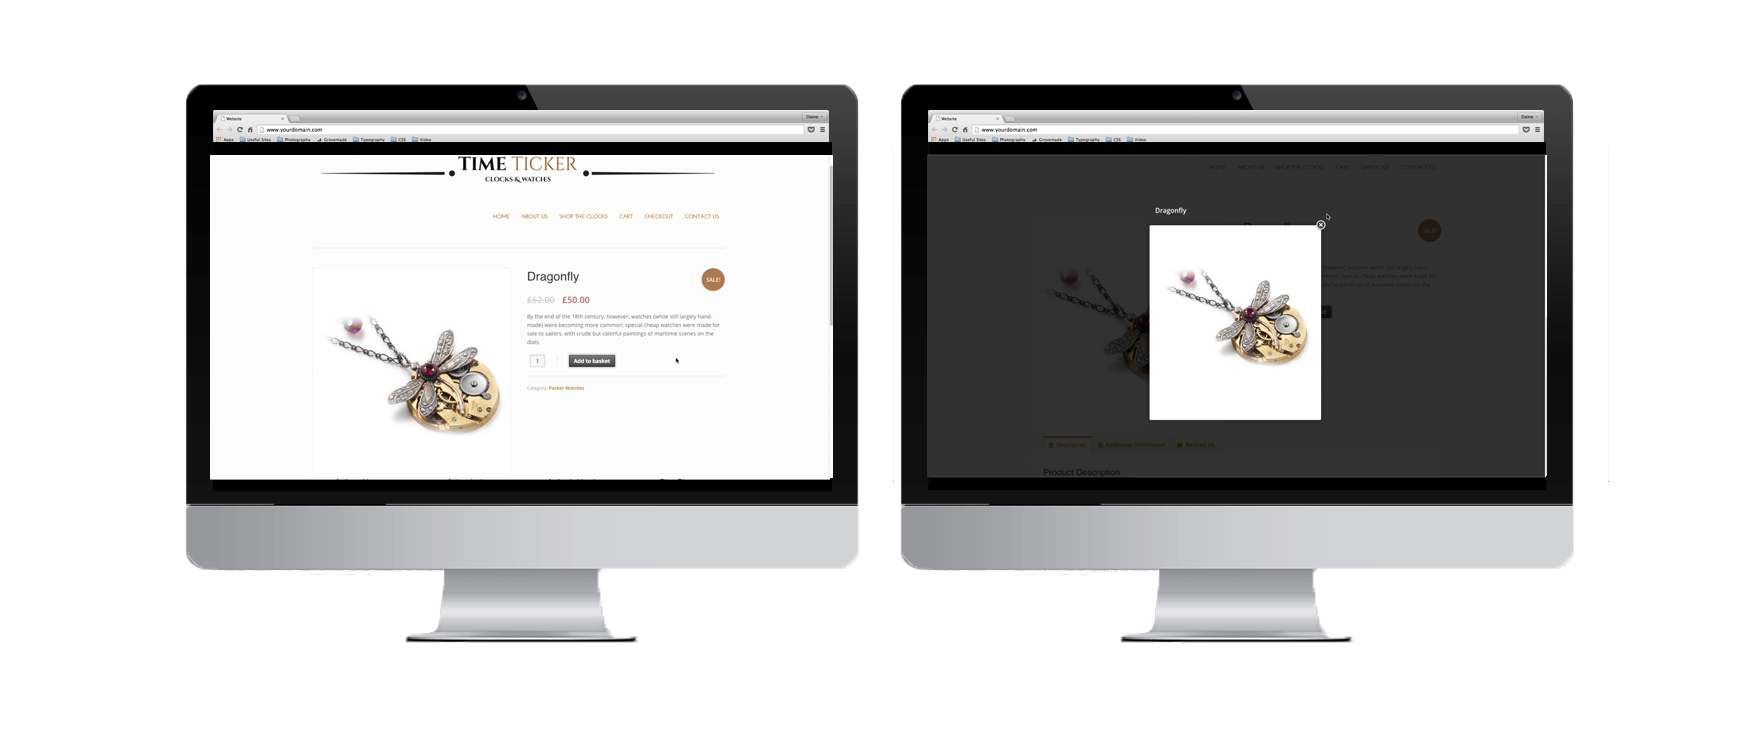 Website
Daine
www.yourdomain.com
Apps Useful Sites Photography Grovemade Typography CSS Video
TIME TICKER
CLOCKS & WATCHES
HOME ABOUT US SHOP THE CLOCKS CART CHECKOUT CONTACT US
Dragonfly
SALE!
£62.00 £50.00
By the end of the 18th century, however, watches (while still largely hand-
made) were becoming more common; special cheap watches were made for
sale to sailors, with crude but colorful paintings of maritime scenes on the
dials.
1 Add to basket
Category: Pocket Watches
Website
Daine
www.yourdomain.com
Apps Useful Sites Photography Grovemade Typography CSS Video
HOME ABOUT US SHOP THE CLOCKS CART CHECKOUT CONTACT US
Dragonfly
SALE!
Description Additional Information Reviews (0)
Product Description